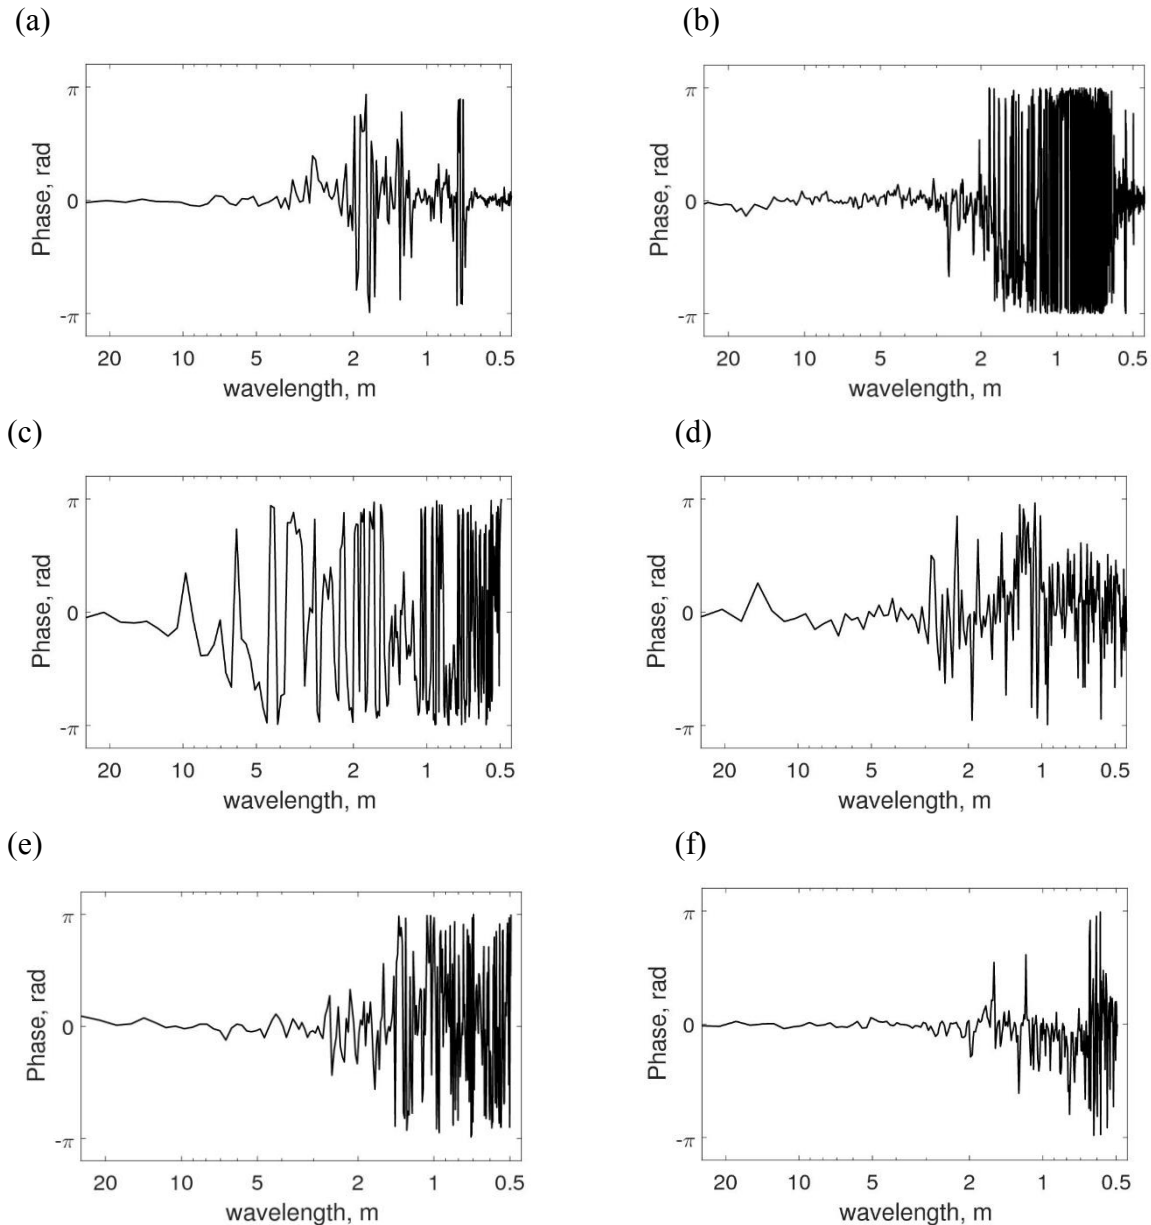 (a) (b)
π π
Phase, rad 0 Phase, rad 0
-π -π
20 10 5 2 1 0.5 20 10 5 2 1 0.5
wavelength, m wavelength, m
(c) (d)
π π
Phase, rad 0 Phase, rad 0
-π -π
20 10 5 2 1 0.5 20 10 5 2 1 0.5
wavelength, m wavelength, m
(e) (f)
π π
Phase, rad 0 Phase, rad 0
-π -π
20 10 5 2 1 0.5 20 10 5 2 1 0.5
wavelength, m wavelength, m